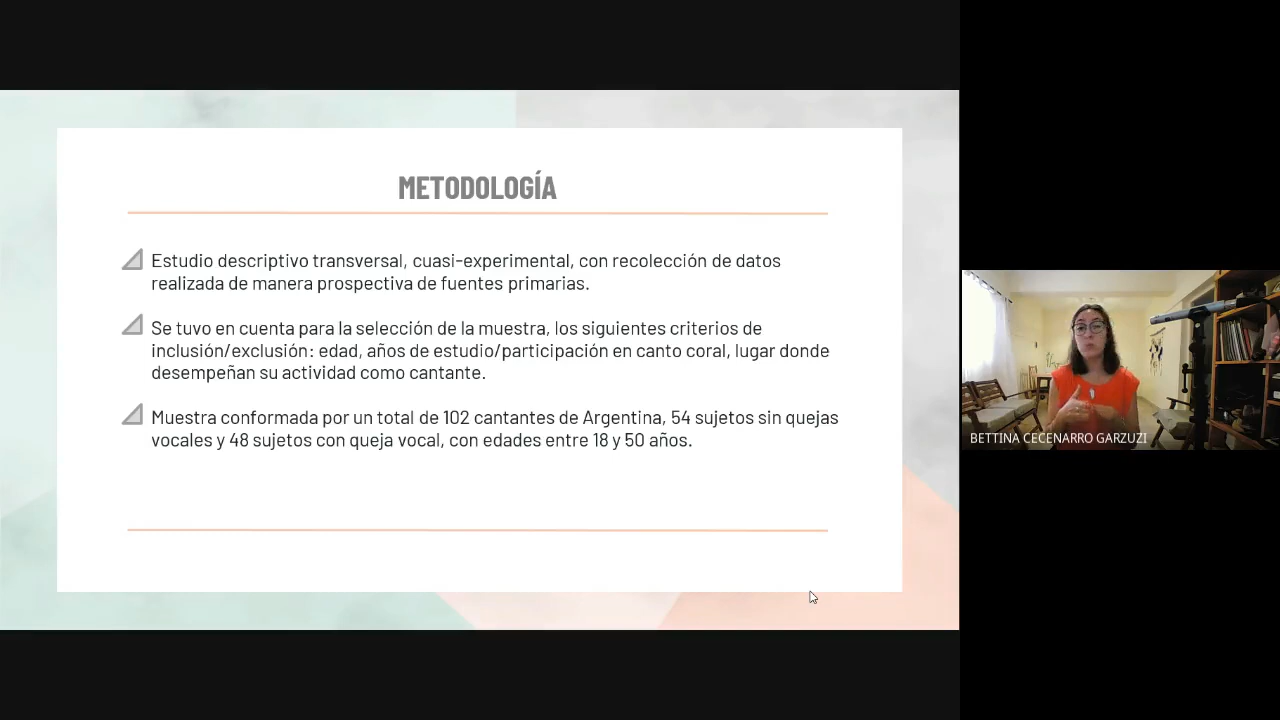 METODOLOGÍA
Estudio descriptivo transversal, cuasi-experimental, con recolección de datos
realizada de manera prospectiva de fuentes primarias.
Se tuvo en cuenta para la selección de la muestra, los siguientes criterios de
inclusión/exclusión: edad, años de estudio/participación en canto coral, lugar donde
desempeñan su actividad como cantante.
Muestra conformada por un total de 102 cantantes de Argentina, 54 sujetos sin quejas
vocales y 48 sujetos con queja vocal, con edades entre 18 y 50 años.
BETTINA CECENARRO GARZUZI